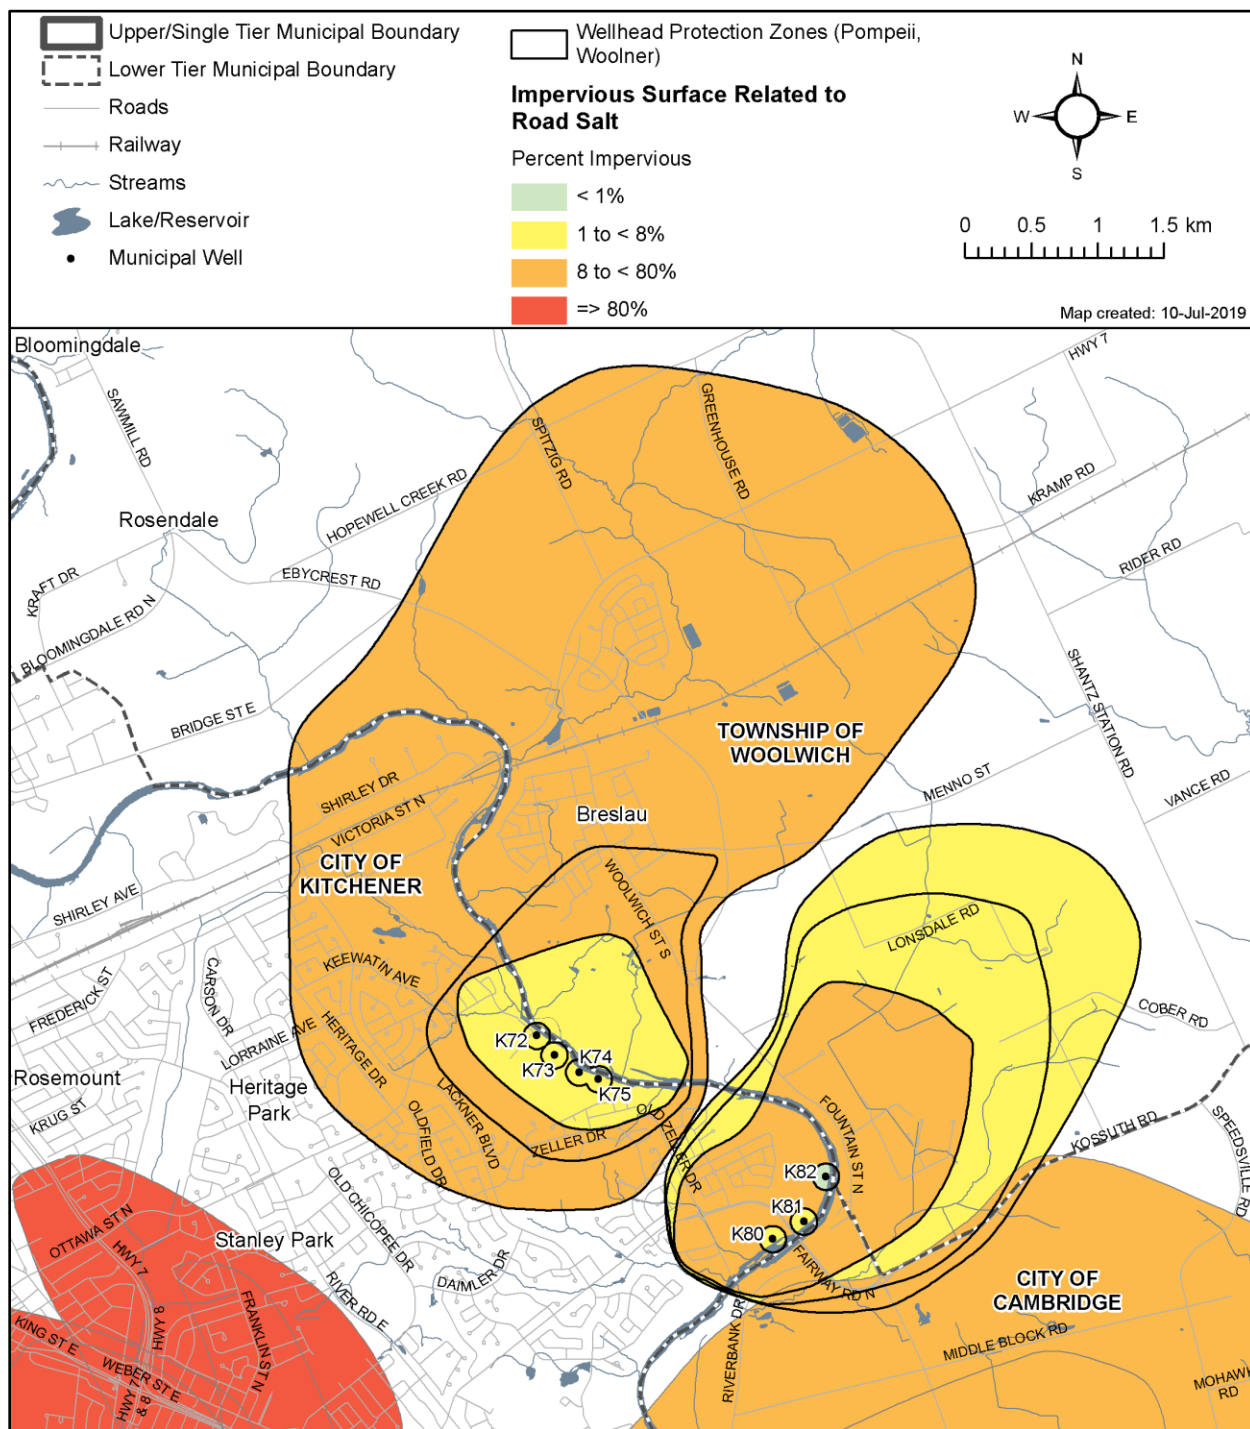 Upper/Single Tier Municipal Boundary
Lower Tier Municipal Boundary
Roads
Railway
Streams
Lake/Reservoir
Municipal Well
Wellhead Protection Zones (Pompeii,
Woolner)
Impervious Surface Related to
Road Salt
Percent Impervious
< 1%
1 to < 8%
8 to < 80%
=> 80%
N
W
E
S
0 0.5 1 1.5 km
Map created: 10-Jul-2019
Bloomingdale
HWY 7
SAWMILL RD
SPITZIG RD
GREENHOUSE RD
HOPEWELL CREEK RD
KRAMP RD
Rosendale
RIDER RD
EBYCREST RD
KRAFT DR
BLOOMINGDALE RD N
BRIDGE ST E
SHANTZ STATION RD
TOWNSHIP OF
WOOLWICH
MENNO ST
VANCE RD
SHIRLEY DR
VICTORIA ST N
Breslau
CITY OF
KITCHENER
SHIRLEY AVE
WOOLWICH ST S
LONSDALE RD
KEEWATIN AVE
FREDERICK ST
CARSON DR
COBER RD
LORRAINE AVE
HERITAGE DR
K72
K73
K74
K75
Rosemount
Heritage
Park
KRUG ST
LACKNER BLVD
OLDFIELD DR
ZELLER DR
OLD ZELLER DR
FOUNTAIN ST N
KOSSUTH RD
SPEEDSVILLE RD
K82
K81
K80
OLD CHICOPEE DR
OTTAWA ST N
Stanley Park
HWY 7
HWY 8
DAIMLER DR
RIVER RD E
FAIRWAY RD N
RIVERBANK DR
CITY OF
CAMBRIDGE
MIDDLE BLOCK RD
KING ST E
WEBER ST E
FRANKLIN ST N
HWY 7
& 8
MOHAWK
RD